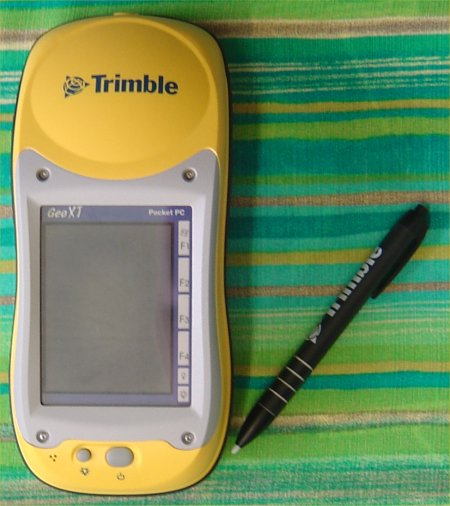 Trimble
GeoXT Pocket PC
F1
F2
F3
F4
Trimble